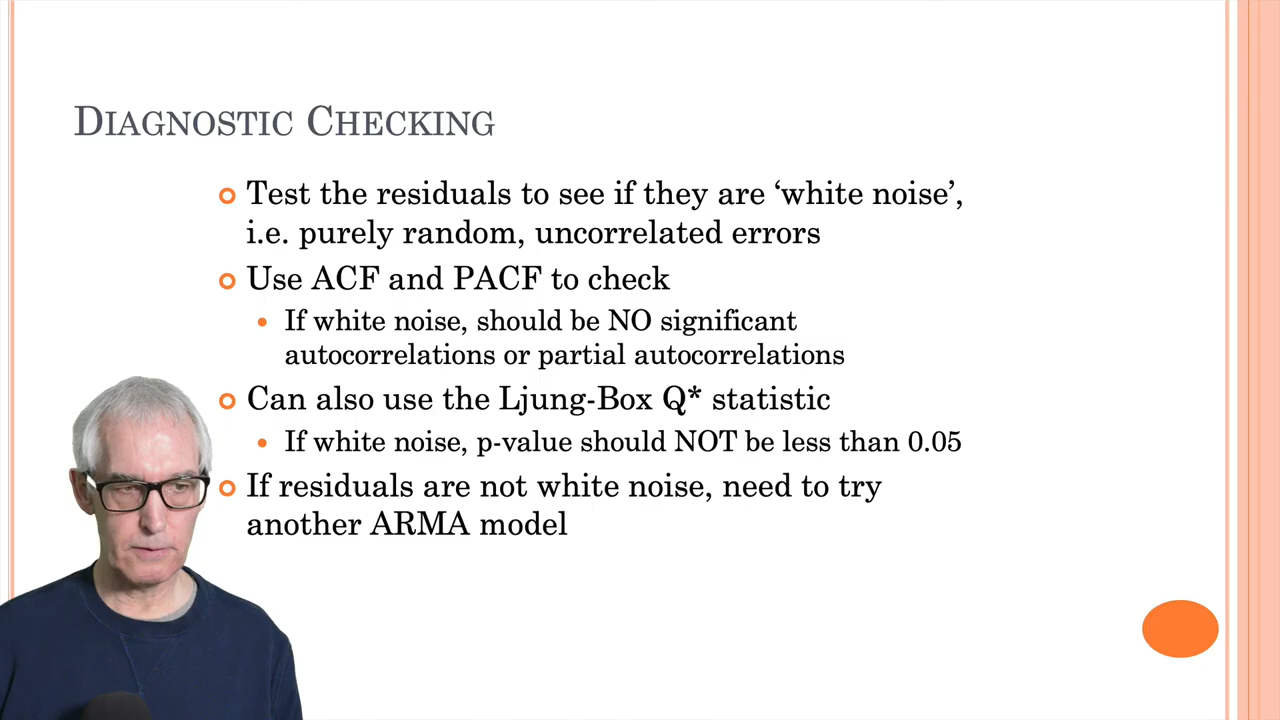 DIAGNOSTIC CHECKING
Test the residuals to see if they are ‘white noise’,
i.e. purely random, uncorrelated errors
Use ACF and PACF to check
If white noise, should be NO significant
autocorrelations or partial autocorrelations
Can also use the Ljung-Box Q* statistic
If white noise, p-value should NOT be less than 0.05
If residuals are not white noise, need to try
another ARMA model